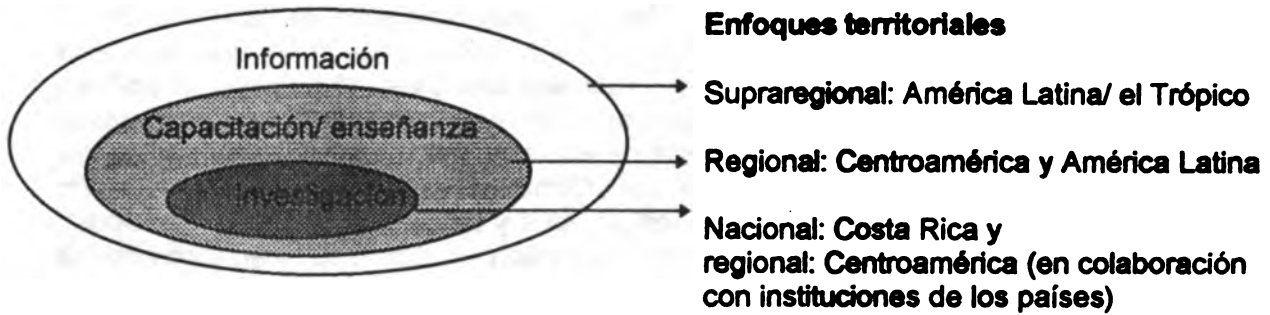 Información
Capacitación/ enseñanza
Investigación
Enfoques territoriales
Supraregional: América Latina/ el Trópico
Regional: Centroamérica y América Latina
Nacional: Costa Rica y
regional: Centroamérica (en colaboración
con instituciones de los países)